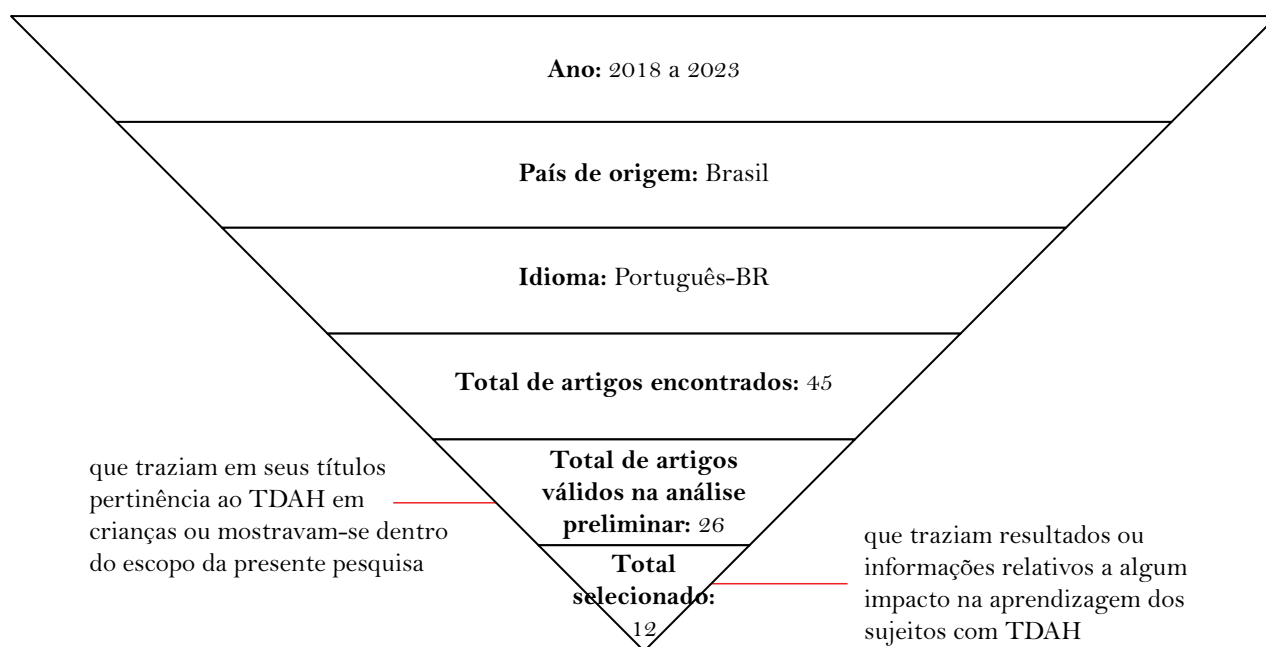 Ano: 2018 a 2023
País de origem: Brasil
Idioma: Português-BR
Total de artigos encontrados: 45
que traziam em seus títulos
pertinência ao TDAH em
crianças ou mostravam-se dentro
do escopo da presente pesquisa
Total de artigos
válidos na análise
preliminar: 26
Total
selecionado:
12
que traziam resultados ou
informações relativos a algum
impacto na aprendizagem dos
sujeitos com TDAH